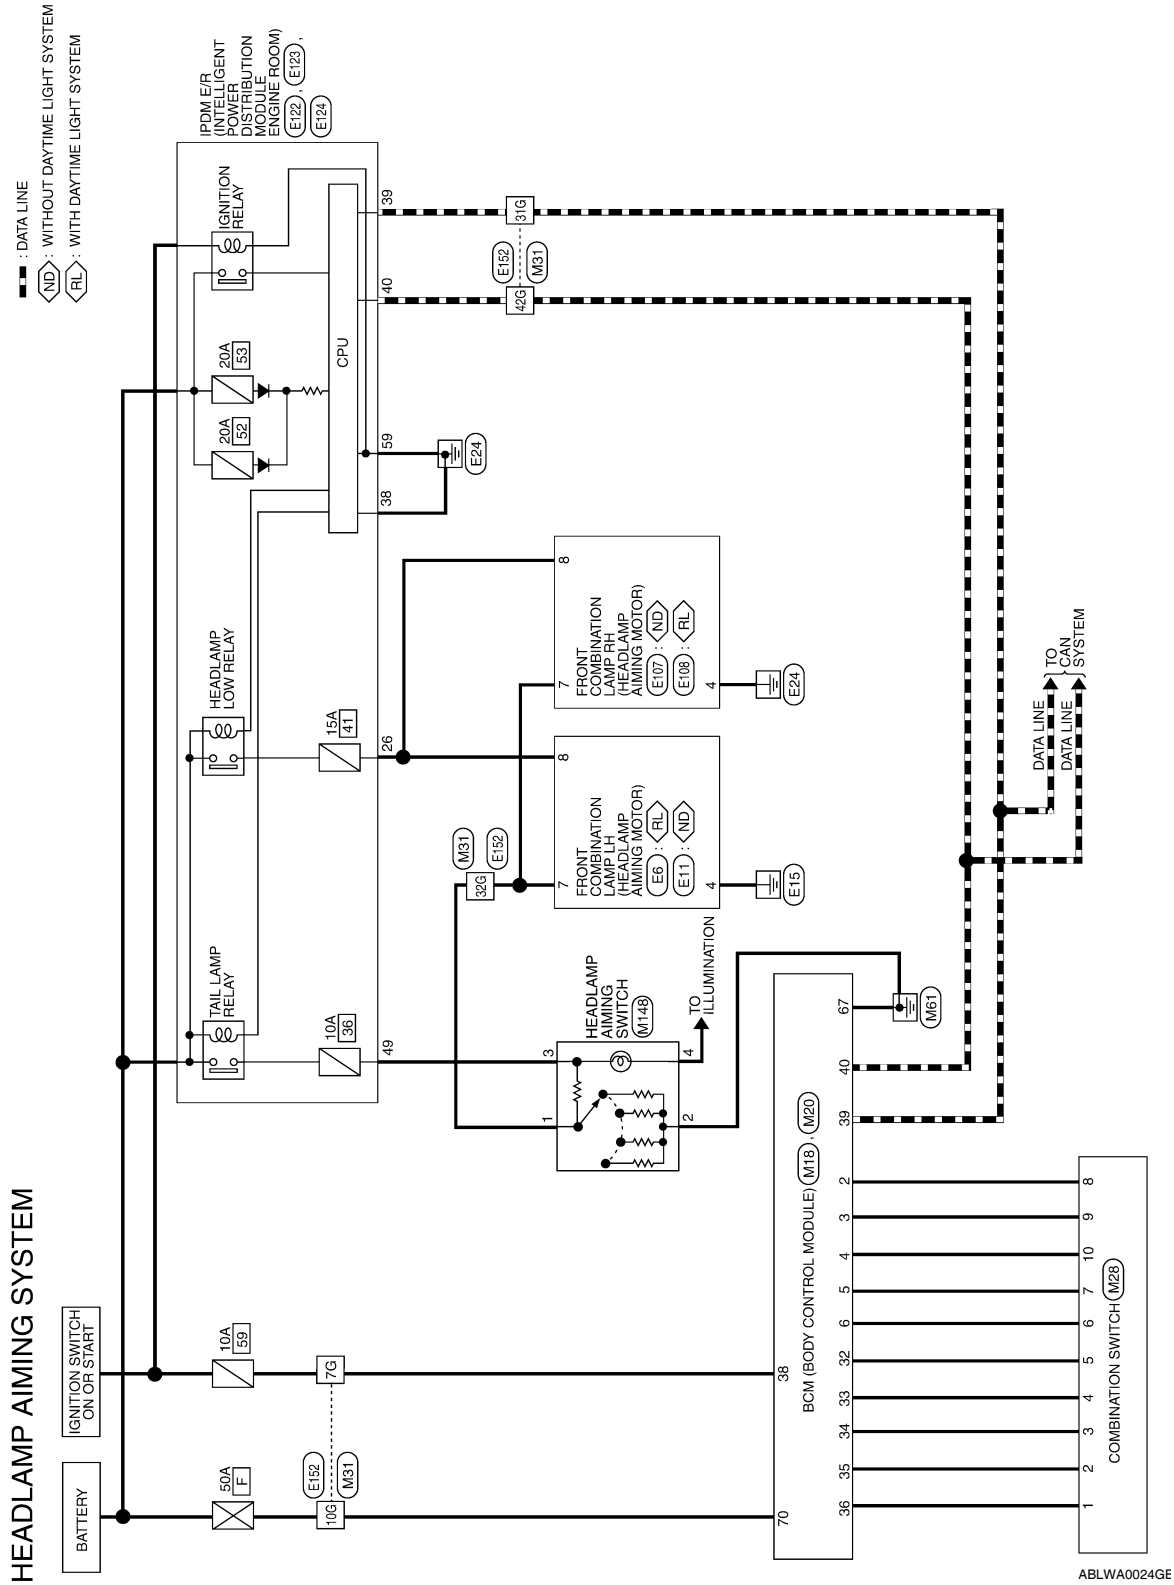 HEADLAMP AIMING SYSTEM
: DATA LINE
ND : WITHOUT DAYTIME LIGHT SYSTEM
RL : WITH DAYTIME LIGHT SYSTEM
BATTERY
IGNITION SWITCH
ON OR START
50A
F
10A
59
E152
M31
10G
7G
70
38
IPDM E/R
(INTELLIGENT
POWER
DISTRIBUTION
MODULE
ENGINE ROOM)
E122 , E123 ,
E124
TAIL LAMP
RELAY
HEADLAMP
LOW RELAY
20A
52
20A
53
IGNITION
RELAY
10A
36
15A
41
CPU
49
26
38
59
40
39
E24
M31
E152
32G
E152
M31
42G
31G
HEADLAMP
AIMING
SWITCH
M148
1
3
2
4
TO
ILLUMINATION
7
8
FRONT
COMBINATION
LAMP LH
(HEADLAMP
AIMING MOTOR)
E6 : RL
E11 : ND
4
E15
7
8
FRONT
COMBINATION
LAMP RH
(HEADLAMP
AIMING MOTOR)
E107 : ND
E108 : RL
4
E24
BCM (BODY CONTROL MODULE) M18 , M20
36
35
34
33
32
6
5
4
3
2
39
40
67
M61
DATA LINE
DATA LINE
TO
CAN
SYSTEM
1
2
3
4
5
6
7
10
9
8
COMBINATION SWITCH M28
ABLWA0024GE